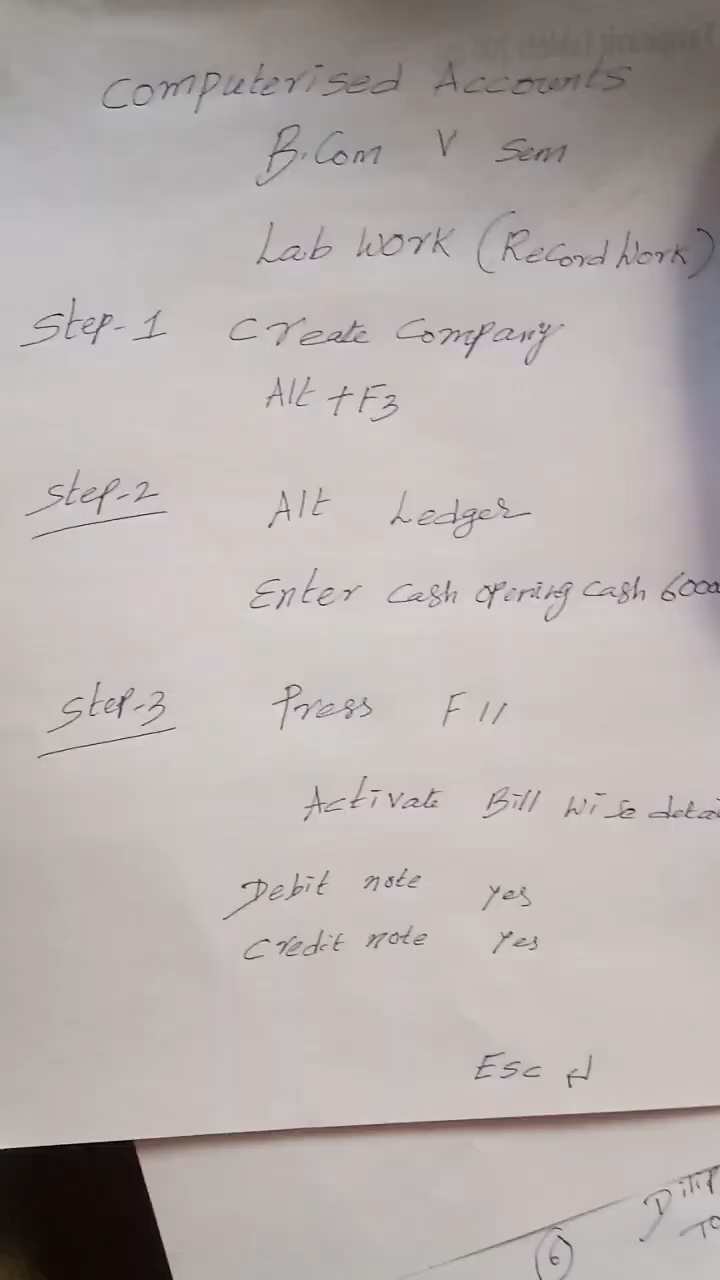 Computerised Accounts
B.Com V Sem
Lab Work (Record Work)
Step-1 Create Company
Alt + F3
Step-2 Alt Ledger
Enter Cash opening Cash
Step-3 Press F11
Activate Bill Wise
Debit note Yes
Credit note Yes
Esc
6